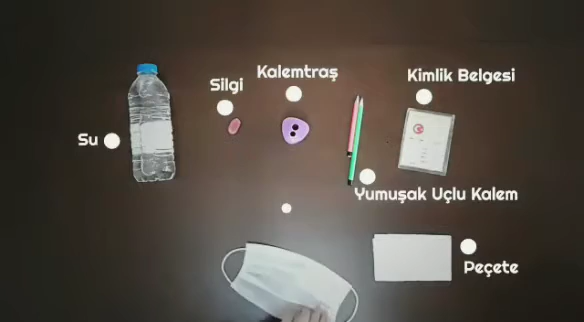 Kalemtraş
Kimlik Belgesi
Silgi
Su
Yumuşak Uçlu Kalem
Peçete